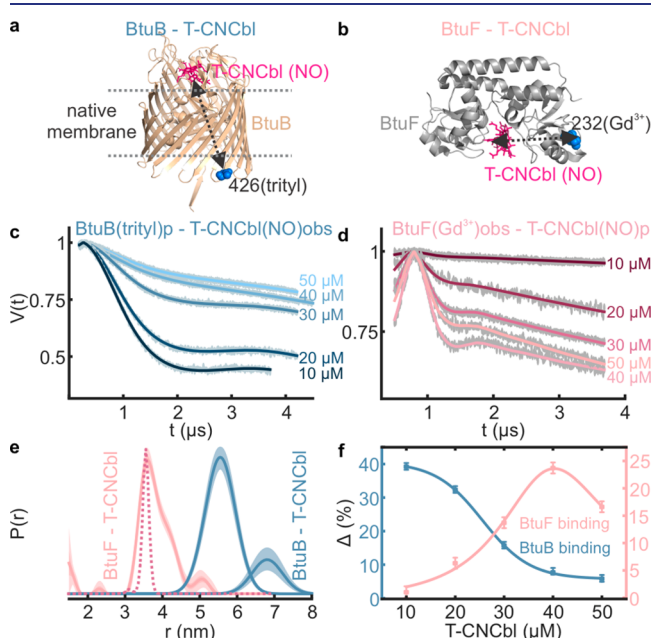 a
BtuB - T-CNCbl
T-CNCbl (NO)
native
membrane
BtuB
426(trityl)
b
BtuF - T-CNCbl
BtuF
232(Gd³⁺)
T-CNCbl (NO)
c
BtuB(trityl)p - T-CNCbl(NO)obs
V(t)
1
0.75
0.5
50 µM
40 µM
30 µM
20 µM
10 µM
1 2 3 4
t (µs)
d
BtuF(Gd³⁺)obs - T-CNCbl(NO)p
1
0.75
10 µM
20 µM
30 µM
50 µM
40 µM
1 2 3 4
t (µs)
e
P(r)
BtuF - T-CNCbl
BtuB - T-CNCbl
2 3 4 5 6 7 8
r (nm)
f
Δ (%)
40
30
20
10
0
25
20
15
10
5
0
BtuF binding
BtuB binding
10 20 30 40 50
T-CNCbl (µM)